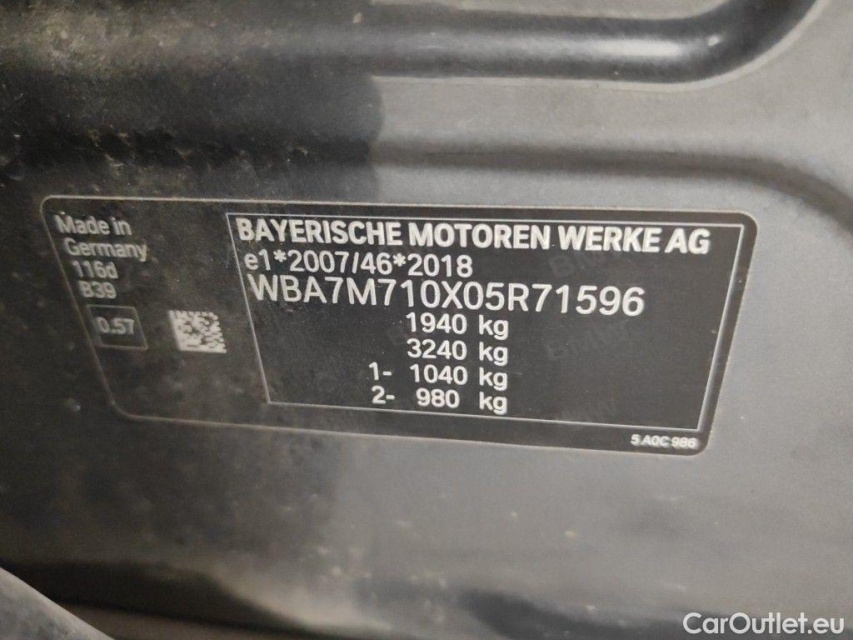 Made in
Germany
116d
B39
0.57
BAYERISCHE MOTOREN WERKE AG
e1*2007/46*2018
WBA7M710X05R71596
1940 kg
3240 kg
1- 1040 kg
2- 980 kg
5 A0C 986
CarOutlet.eu